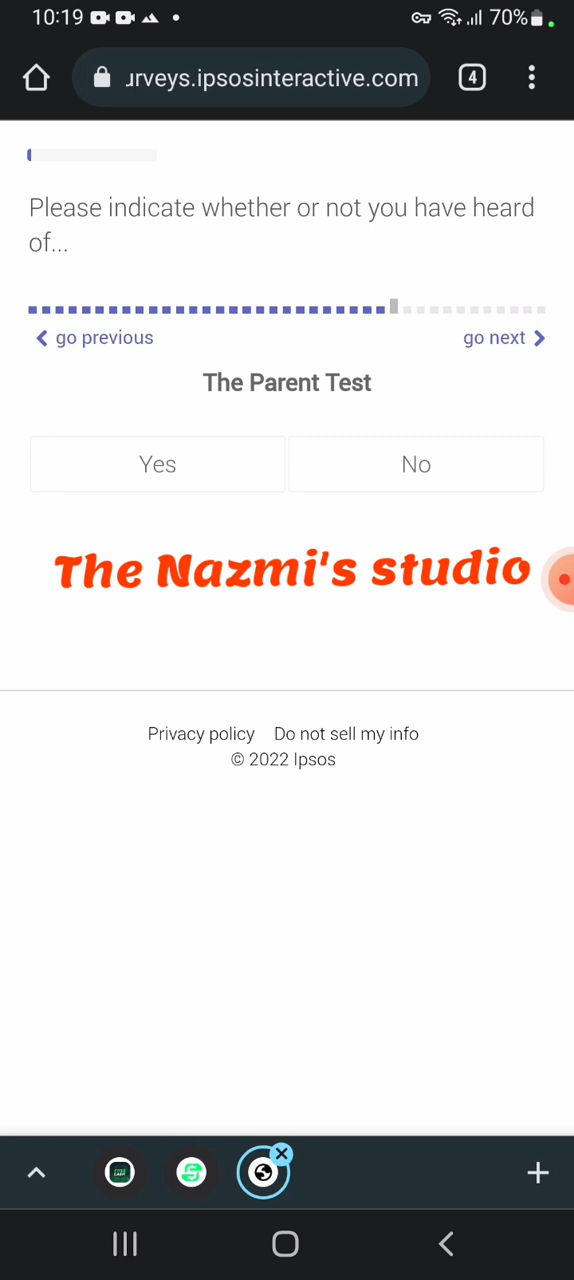 10:19
70%
urveys.ipsosinteractive.com
4
Please indicate whether or not you have heard
of...
go previous
go next
The Parent Test
Yes
No
The Nazmi's studio
Privacy policy
Do not sell my info
© 2022 Ipsos